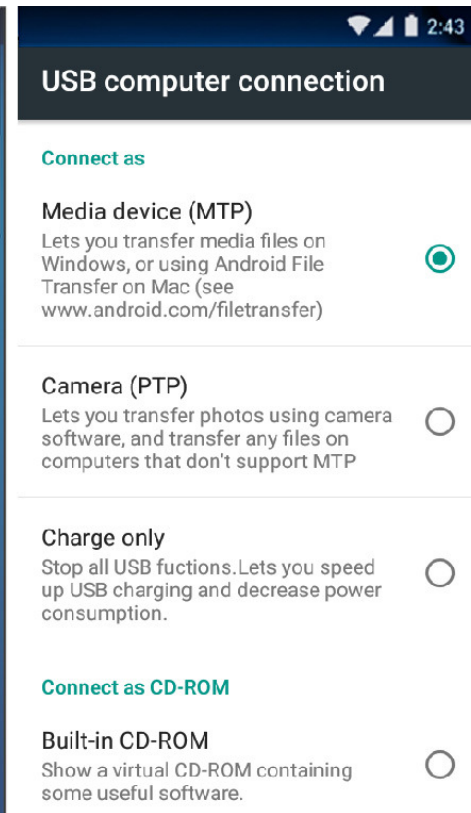 2:43
USB computer connection
Connect as
Media device (MTP)
Lets you transfer media files on
Windows, or using Android File
Transfer on Mac (see
www.android.com/filetransfer)
Camera (PTP)
Lets you transfer photos using camera
software, and transfer any files on
computers that don't support MTP
Charge only
Stop all USB fuctions.Lets you speed
up USB charging and decrease power
consumption.
Connect as CD-ROM
Built-in CD-ROM
Show a virtual CD-ROM containing
some useful software.